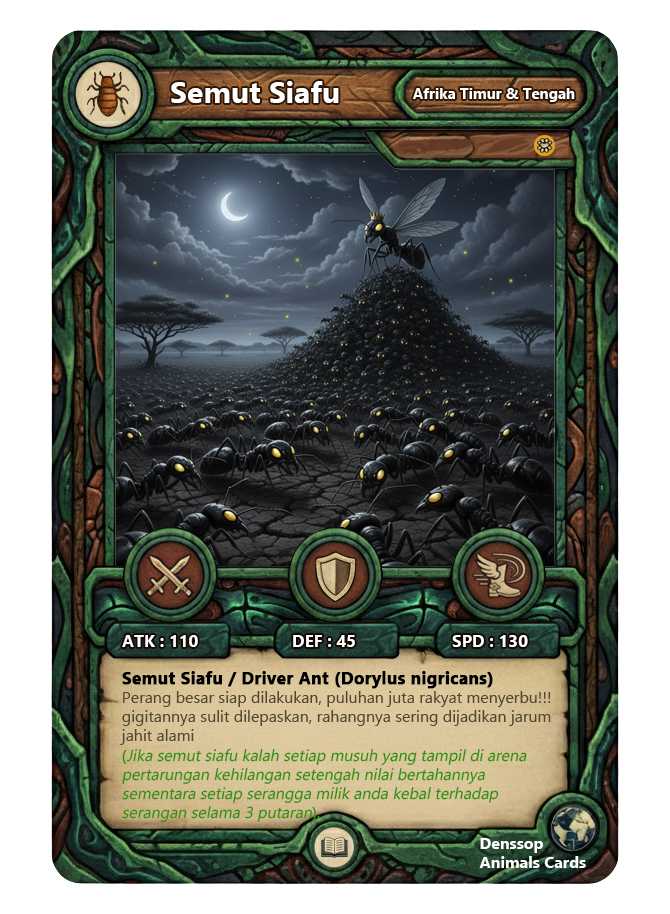 Semut Siafu
Afrika Timur & Tengah
ATK : 110
DEF : 45
SPD : 130
Semut Siafu / Driver Ant (Dorylus nigricans)
Perang besar siap dilakukan, puluhan juta rakyat menyerbu!!!
gigitannya sulit dilepaskan, rahangnya sering dijadikan jarum
jahit alami
(Jika semut siafu kalah setiap musuh yang tampil di arena
pertarungan kehilangan setengah nilai bertahannya
sementara setiap serangga milik anda kebal terhadap
serangan selama 3 putaran).
Denssop
Animals Cards